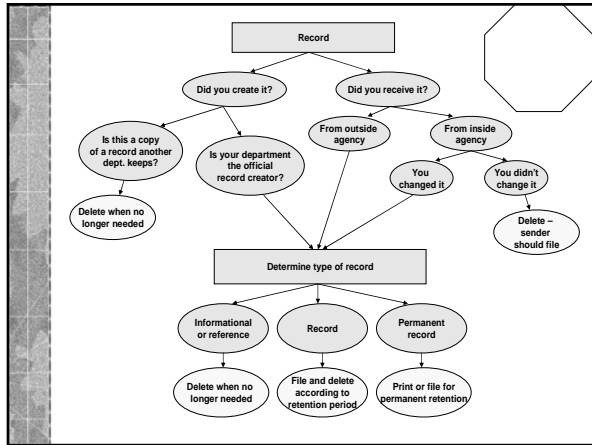 Record
Did you create it?
Did you receive it?
Is this a copy
of a record another
dept. keeps?
Is your department
the official
record creator?
From outside
agency
From inside
agency
You
changed it
You didn't
change it
Delete when no
longer needed
Delete –
sender
should file
Determine type of record
Informational
or reference
Record
Permanent
record
Delete when no
longer needed
File and delete
according to
retention period
Print or file for
permanent retention